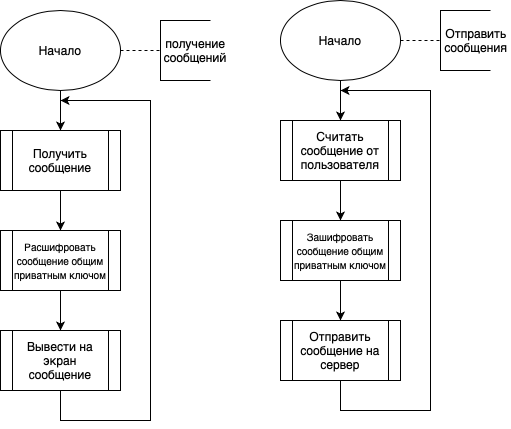 Начало
получение
сообщений
Получить
сообщение
Расшифровать
сообщение общим
приватным ключом
Вывести на
экран
сообщение
Начало
Отправить
сообщения
Считать
сообщение от
пользователя
Зашифровать
сообщение общим
приватным ключом
Отправить
сообщение на
сервер